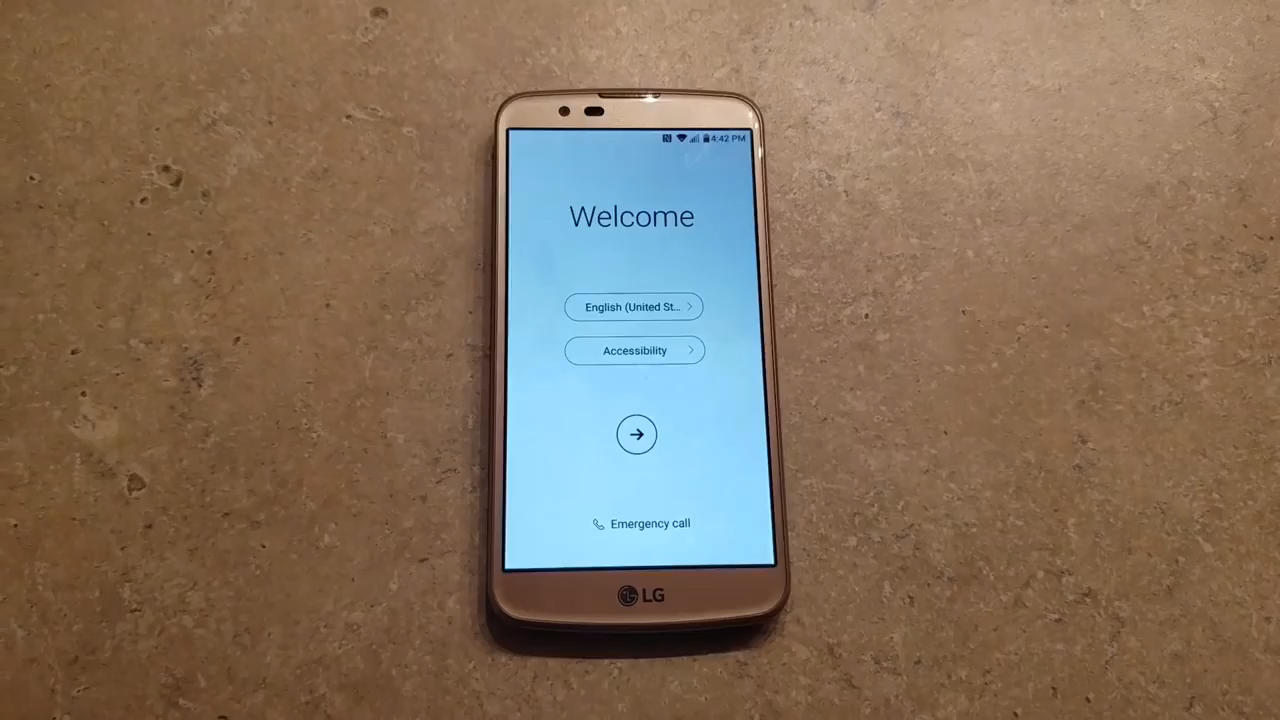 4:42 PM
Welcome
English (United St...
Accessibility
Emergency call
LG